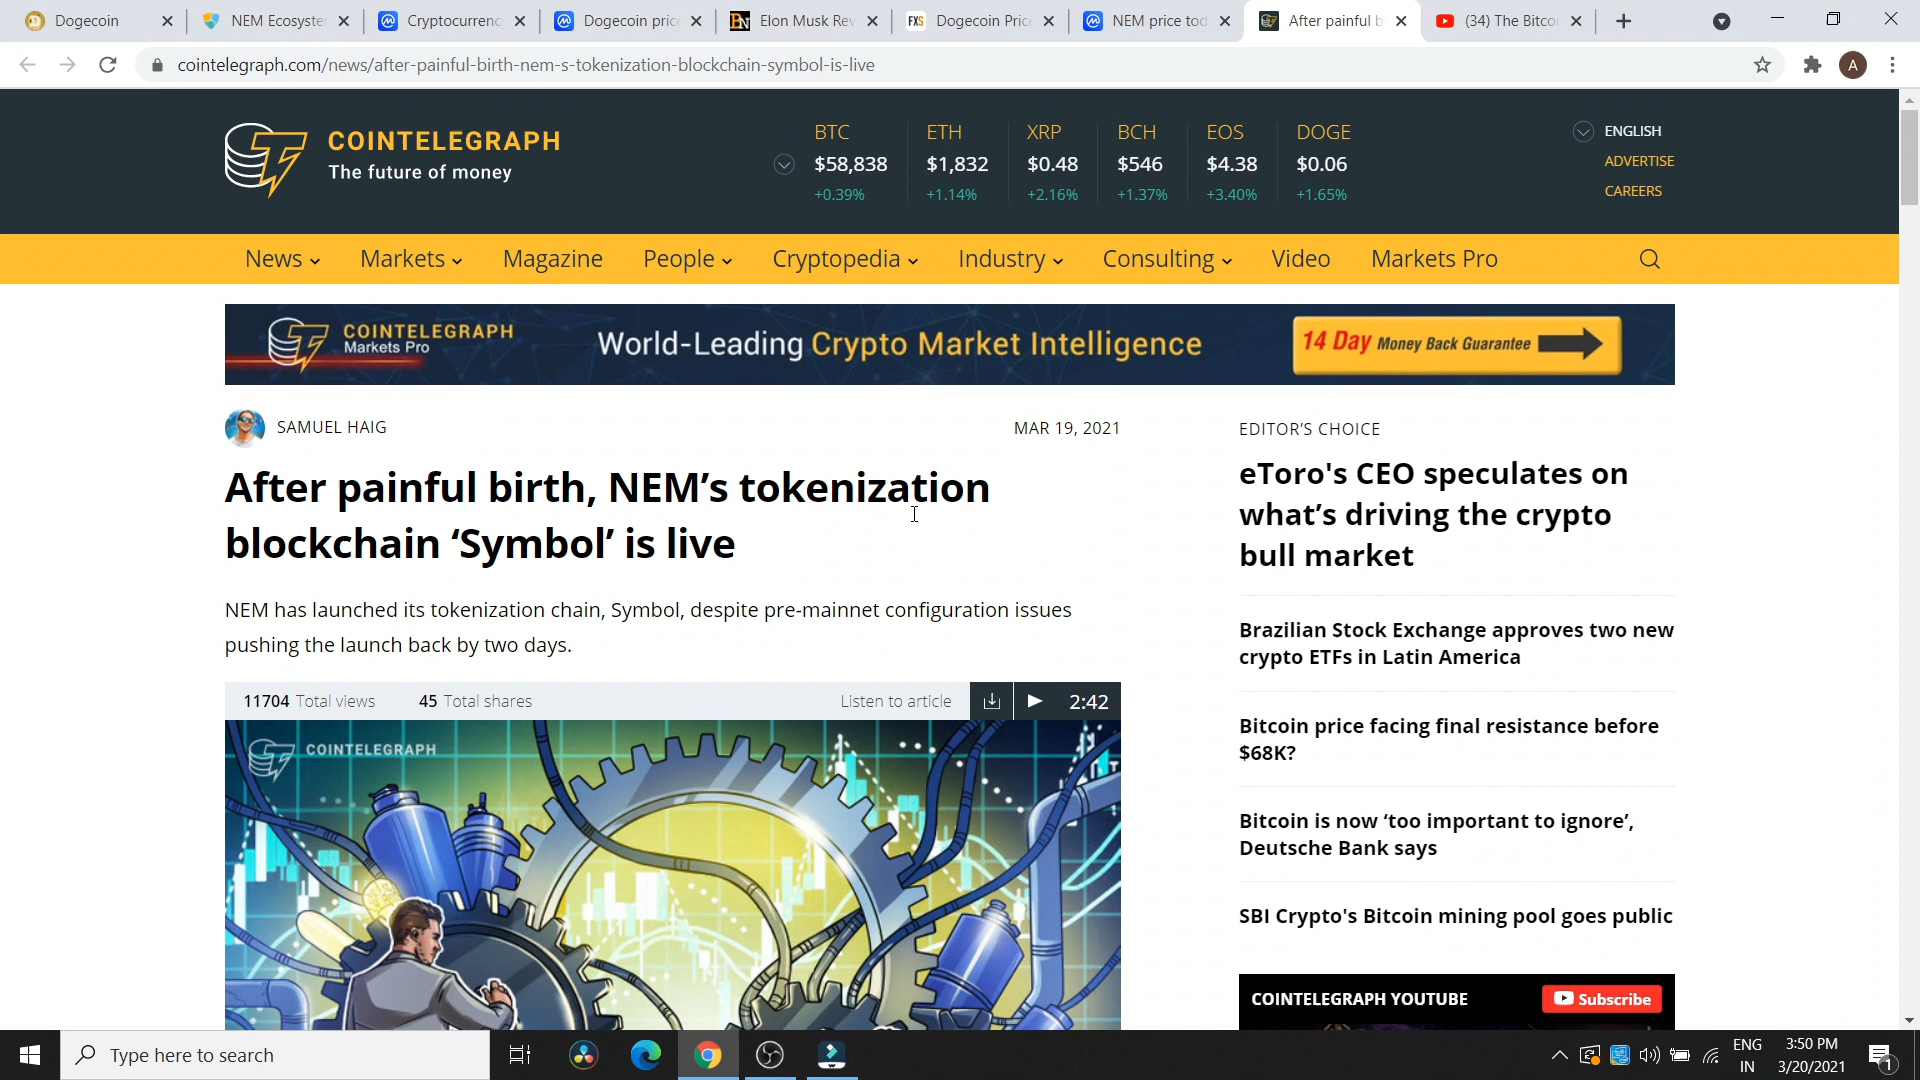 Dogecoin
NEM Ecosyste
Cryptocurrenc
Dogecoin pric
Elon Musk Rev
Dogecoin Pric
NEM price tod
After painful b
(34) The Bitcoi
cointelegraph.com/news/after-painful-birth-nem-s-tokenization-blockchain-symbol-is-live
A
COINTELEGRAPH
The future of money
BTC ETH XRP BCH EOS DOGE
$58,838 $1,832 $0.48 $546 $4.38 $0.06
+0.39% +1.14% +2.16% +1.37% +3.40% +1.65%
ENGLISH
ADVERTISE
CAREERS
News Markets Magazine People Cryptopedia Industry Consulting Video Markets Pro
COINTELEGRAPH
Markets Pro
World-Leading Crypto Market Intelligence
14 Day Money Back Guarantee
SAMUEL HAIG
MAR 19, 2021
After painful birth, NEM’s tokenization
blockchain ‘Symbol’ is live
NEM has launched its tokenization chain, Symbol, despite pre-mainnet configuration issues
pushing the launch back by two days.
11704 Total views 45 Total shares Listen to article 2:42
COINTELEGRAPH
EDITOR’S CHOICE
eToro's CEO speculates on
what’s driving the crypto
bull market
Brazilian Stock Exchange approves two new
crypto ETFs in Latin America
Bitcoin price facing final resistance before
$68K?
Bitcoin is now ‘too important to ignore’,
Deutsche Bank says
SBI Crypto's Bitcoin mining pool goes public
COINTELEGRAPH YOUTUBE
Subscribe
Type here to search
ENG
IN
3:50 PM
3/20/2021
1